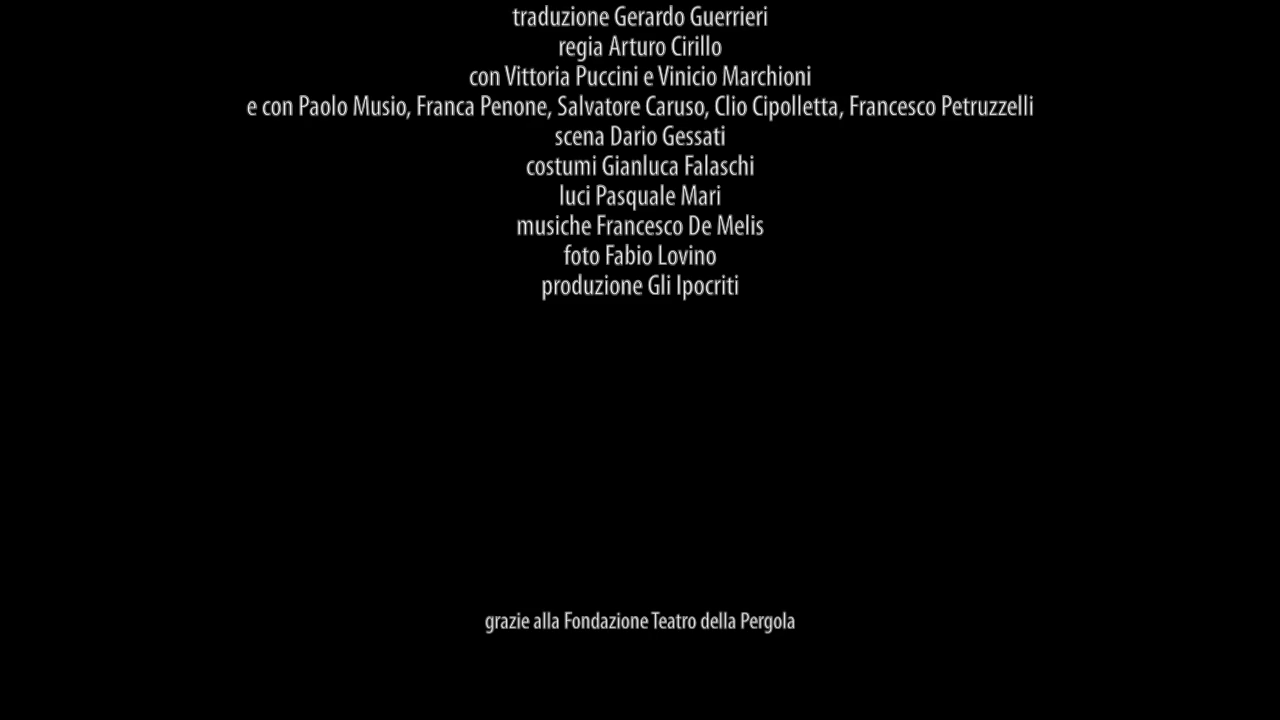 traduzione Gerardo Guerrieri
regia Arturo Cirillo
con Vittoria Puccini e Vinicio Marchioni
e con Paolo Musio, Franca Penone, Salvatore Caruso, Clio Cipolletta, Francesco Petruzzelli
scena Dario Gessati
costumi Gianluca Falaschi
luci Pasquale Mari
musiche Francesco De Melis
foto Fabio Lovino
produzione Gli Ipocriti
grazie alla Fondazione Teatro della Pergola